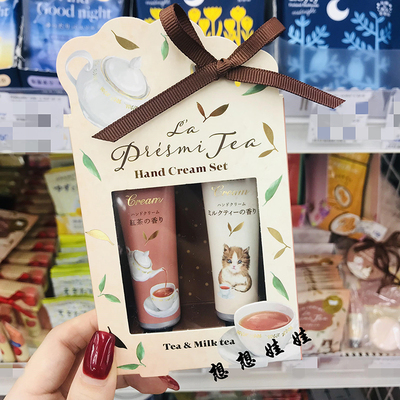 Good night
L'a
Présmi Tea
Hand Cream Set
Cream
ハンドクリーム
紅茶の香り
Cream
ハンドクリーム
ミルクティーの香り
Tea & Milk tea
想想娃娃